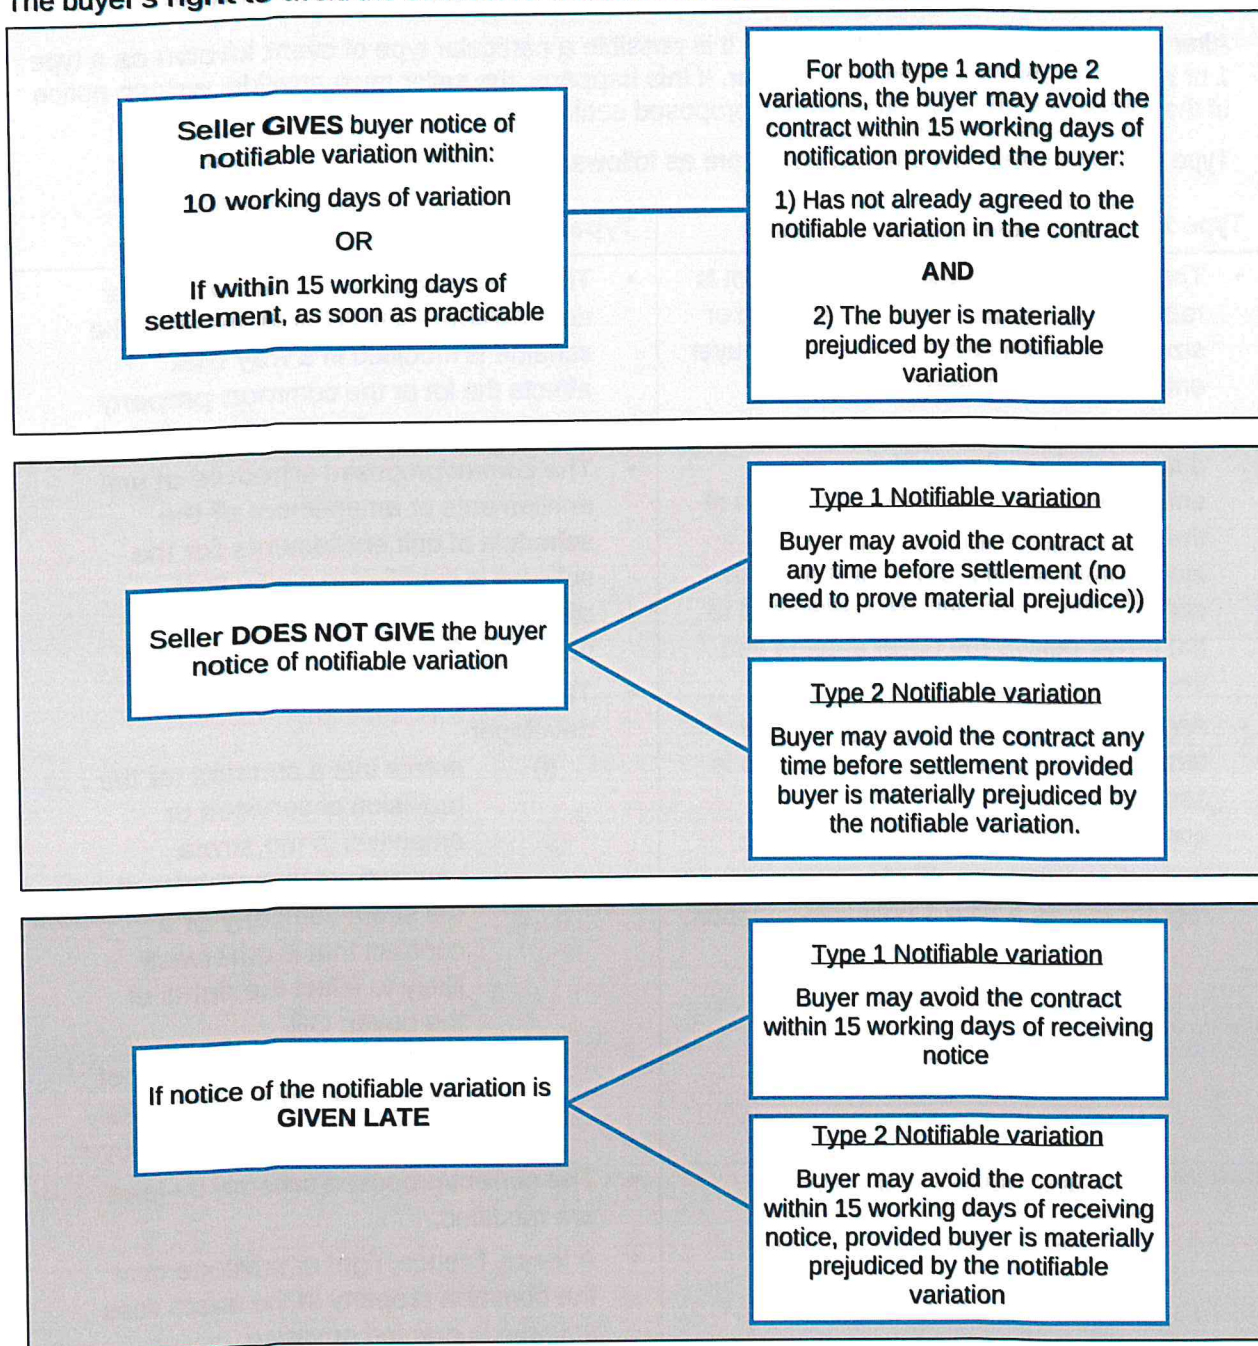 The buyer's right to avoid the
Seller GIVES buyer notice of
notifiable variation within:
10 working days of variation
OR
If within 15 working days of
settlement, as soon as practicable
For both type 1 and type 2
variations, the buyer may avoid the
contract within 15 working days of
notification provided the buyer:
1) Has not already agreed to the
notifiable variation in the contract
AND
2) The buyer is materially
prejudiced by the notifiable
variation
Seller DOES NOT GIVE the buyer
notice of notifiable variation
Type 1 Notifiable variation
Buyer may avoid the contract at
any time before settlement (no
need to prove material prejudice))
Type 2 Notifiable variation
Buyer may avoid the contract any
time before settlement provided
buyer is materially prejudiced by
the notifiable variation.
If notice of the notifiable variation is
GIVEN LATE
Type 1 Notifiable variation
Buyer may avoid the contract
within 15 working days of receiving
notice
Type 2 Notifiable variation
Buyer may avoid the contract
within 15 working days of receiving
notice, provided buyer is materially
prejudiced by the notifiable
variation